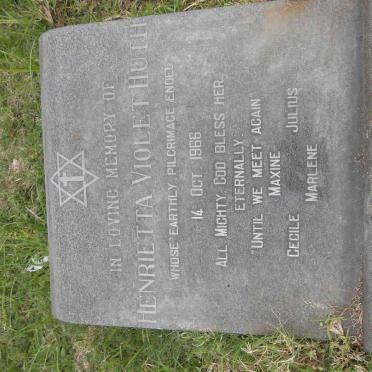 IN LOVING MEMORY OF
HENRIETTA VIOLET HUTH
WHOSE EARTHLY PILGRIMAGE ENDED
14 OCT 1966
ALL MIGHTY GOD BLESS HER.
ETERNALLY.
"UNTIL WE MEET AGAIN"
MAXINE
CECILE JULIUS
MARLENE